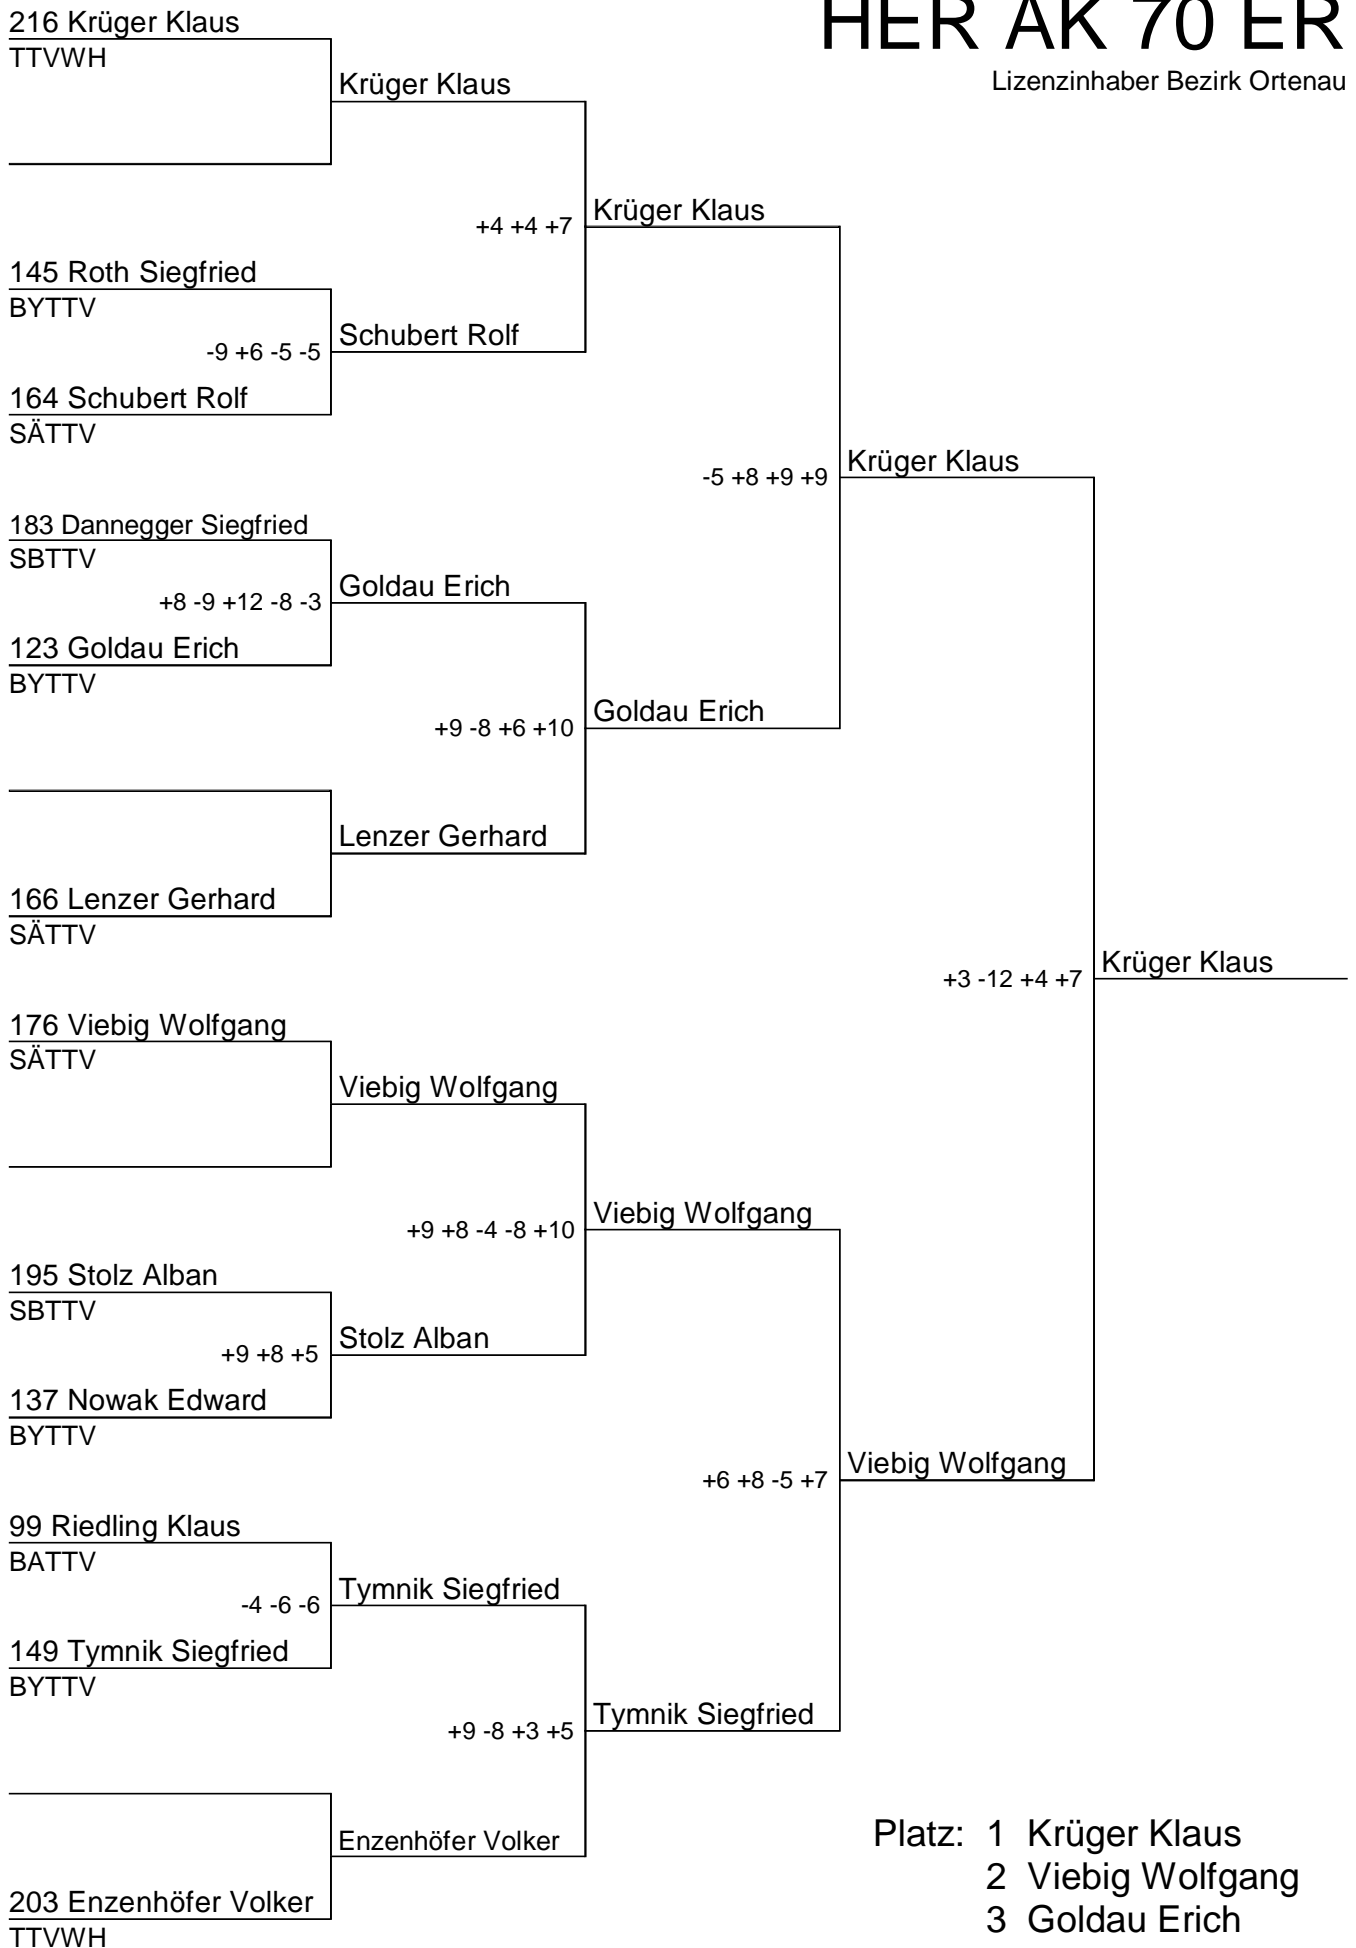 HER AK 70 ER
Lizenzinhaber Bezirk Ortenau
216 Krüger Klaus
TTVWH
Krüger Klaus
+4 +4 +7
Krüger Klaus
145 Roth Siegfried
BYTTV
-9 +6 -5 -5
Schubert Rolf
164 Schubert Rolf
SÄTTV
-5 +8 +9 +9
Krüger Klaus
183 Dannegger Siegfried
SBTTV
+8 -9 +12 -8 -3
Goldau Erich
123 Goldau Erich
BYTTV
+9 -8 +6 +10
Goldau Erich
Lenzer Gerhard
166 Lenzer Gerhard
SÄTTV
+3 -12 +4 +7
Krüger Klaus
176 Viebig Wolfgang
SÄTTV
Viebig Wolfgang
+9 +8 -4 -8 +10
Viebig Wolfgang
195 Stolz Alban
SBTTV
+9 +8 +5
Stolz Alban
137 Nowak Edward
BYTTV
+6 +8 -5 +7
Viebig Wolfgang
99 Riedling Klaus
BATTV
-4 -6 -6
Tymnik Siegfried
149 Tymnik Siegfried
BYTTV
+9 -8 +3 +5
Tymnik Siegfried
Enzenhöfer Volker
203 Enzenhöfer Volker
TTVWH
Platz: 1 Krüger Klaus
2 Viebig Wolfgang
3 Goldau Erich